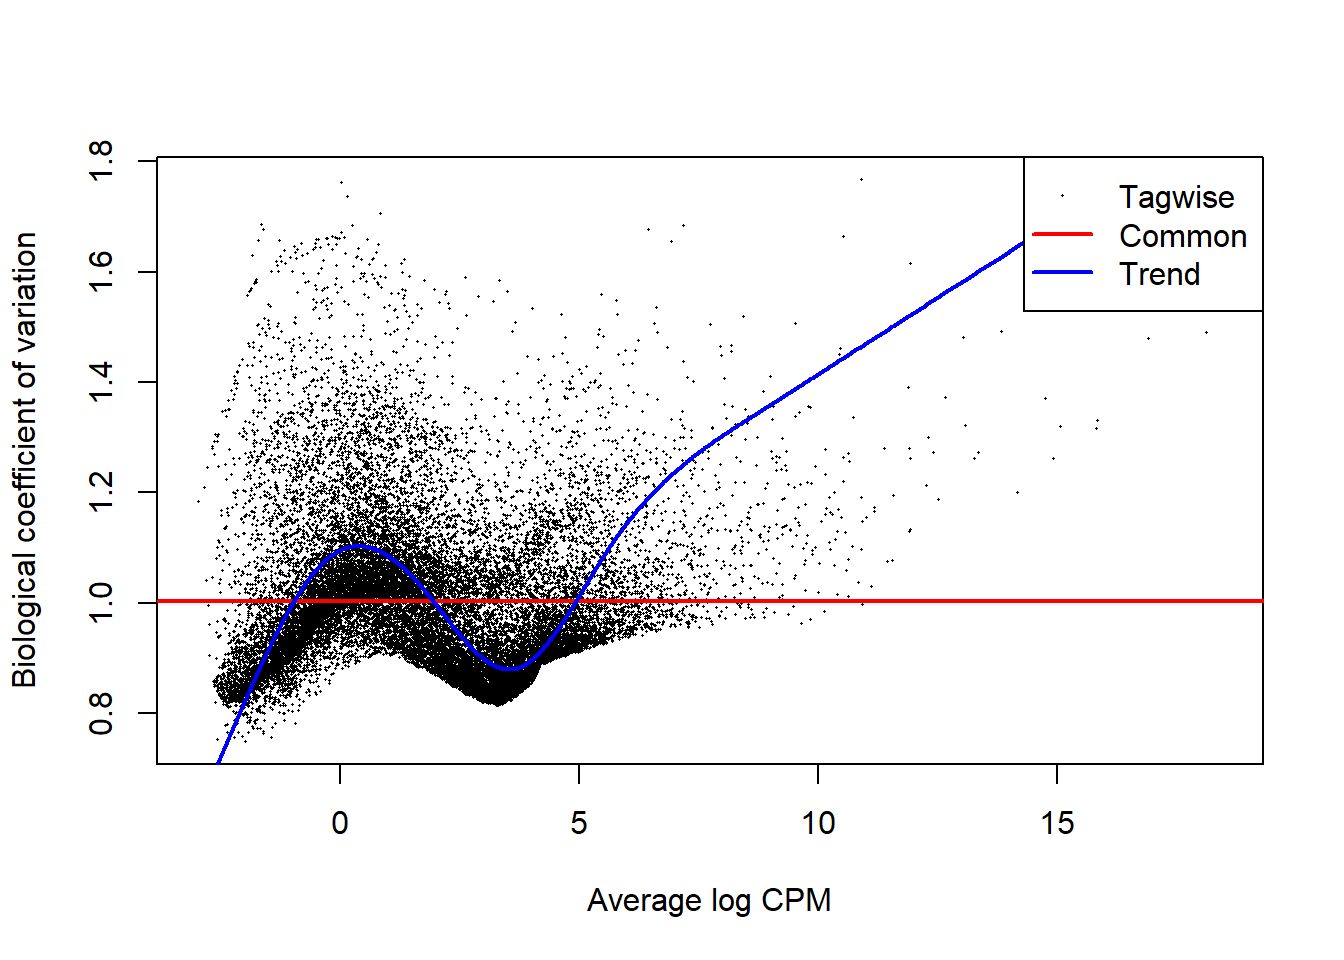 Biological coefficient of variation
1.8
1.6
1.4
1.2
1.0
0.8
Tagwise
Common
Trend
0 5 10 15
Average log CPM